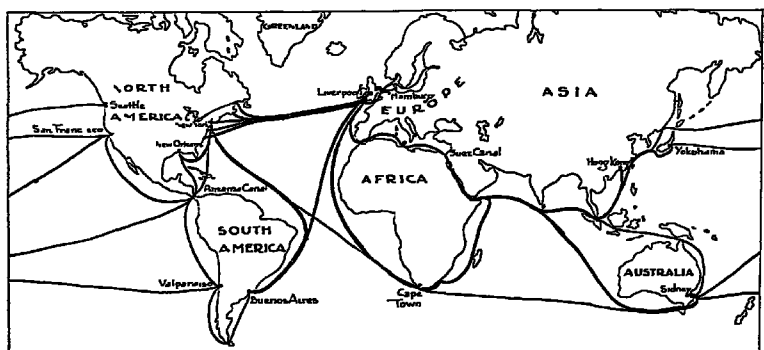 GREENLAND
NORTH
AMERICA
Seattle
San Francisco
New York
New Orleans
Panama Canal
SOUTH
AMERICA
Valparaiso
Buenos Aires
Liverpool
Hamburg
EUROPE
ASIA
Suez Canal
AFRICA
Cape
Town
Hong Kong
Yokohama
AUSTRALIA
Sidney